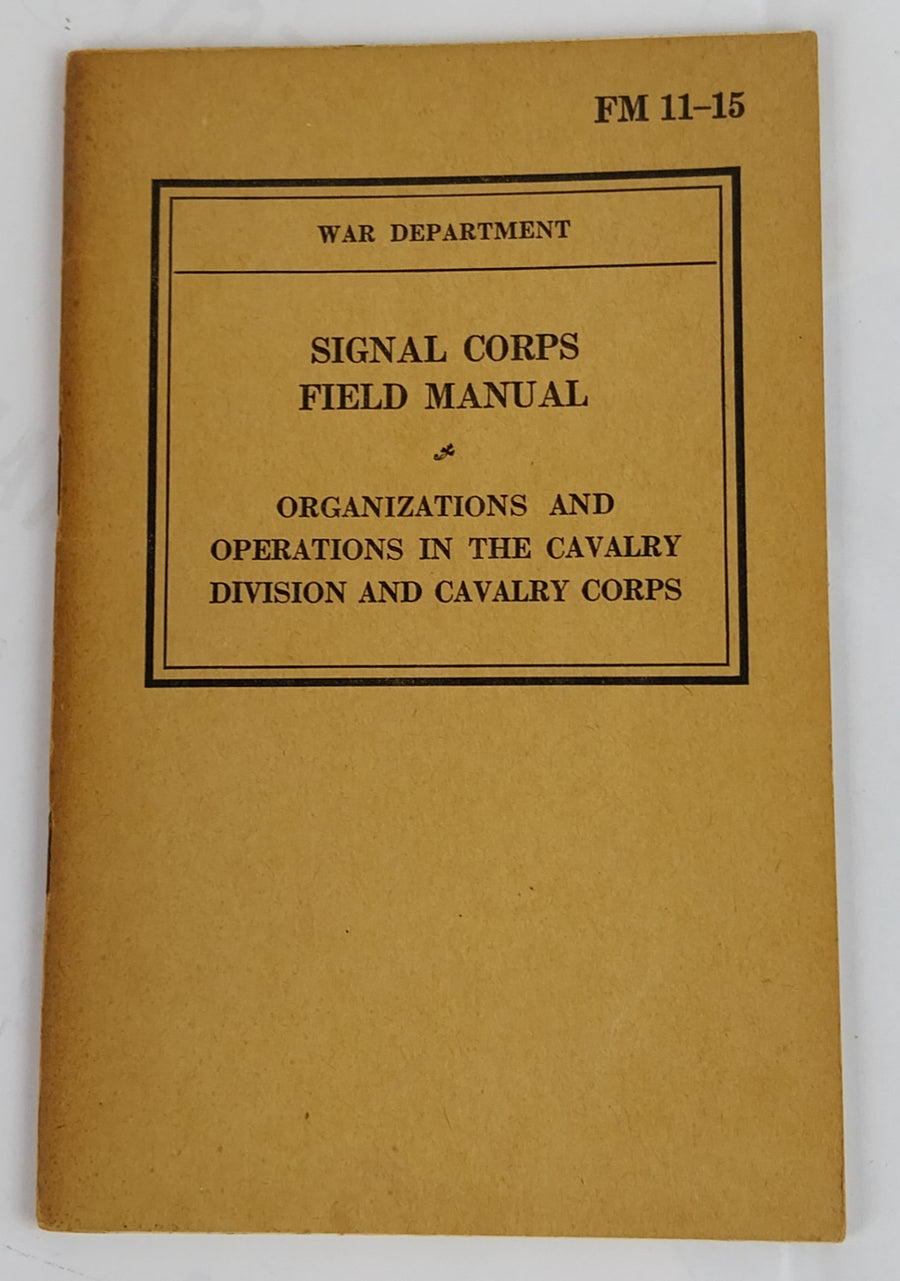 FM 11–15
WAR DEPARTMENT
SIGNAL CORPS
FIELD MANUAL
ORGANIZATIONS AND
OPERATIONS IN THE CAVALRY
DIVISION AND CAVALRY CORPS